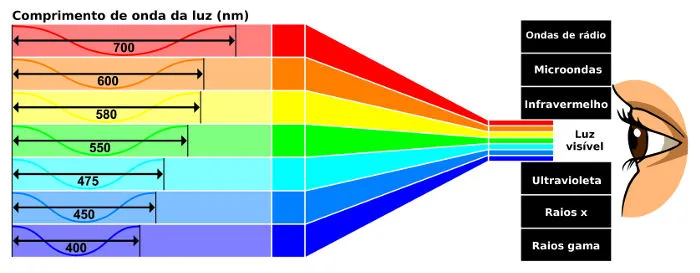 Comprimento de onda da luz (nm)
700
600
580
550
475
450
400
Ondas de rádio
Microondas
Infravermelho
Luz
visível
Ultravioleta
Raios x
Raios gama